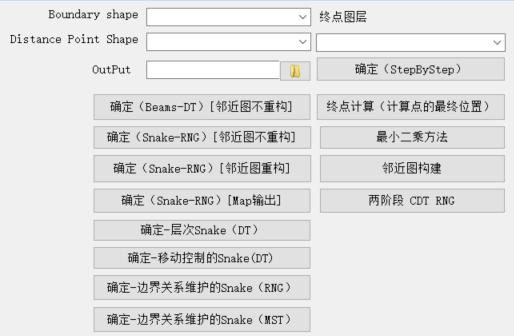 Boundary shape 终点图层
Distance Point Shape
OutPut 确定（StepByStep）
确定（Beams-DT）[邻近图不重构] 终点计算（计算点的最终位置）
确定（Snake-RNG）[邻近图不重构] 最小二乘方法
确定（Snake-RNG）[邻近图重构] 邻近图构建
确定（Snake-RNG）[Map输出] 两阶段 CDT RNG
确定-层次Snake（DT）
确定-移动控制的Snake(DT)
确定-边界关系维护的Snake（RNG）
确定-边界关系维护的Snake（MST）